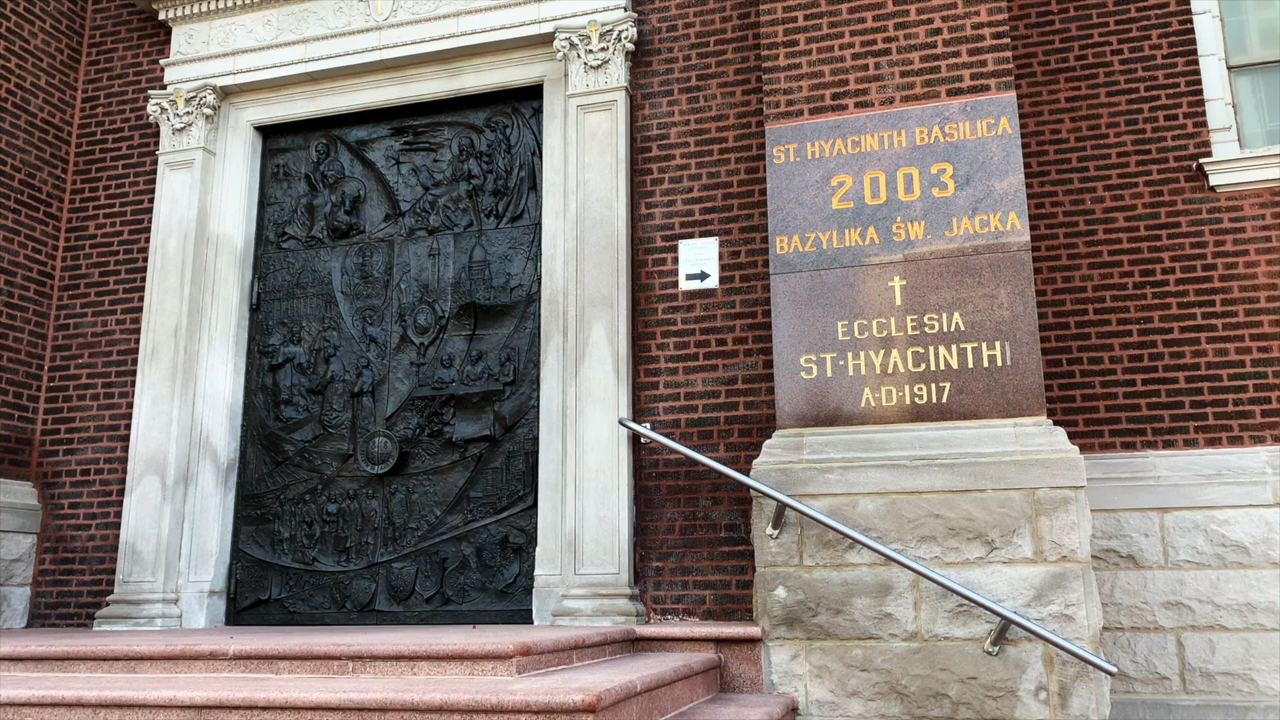 ST. HYACINTH BASILICA
2003
BAZYLIKA ŚW. JACKA
ECCLESIA
ST·HYACINTH
A·D·1917